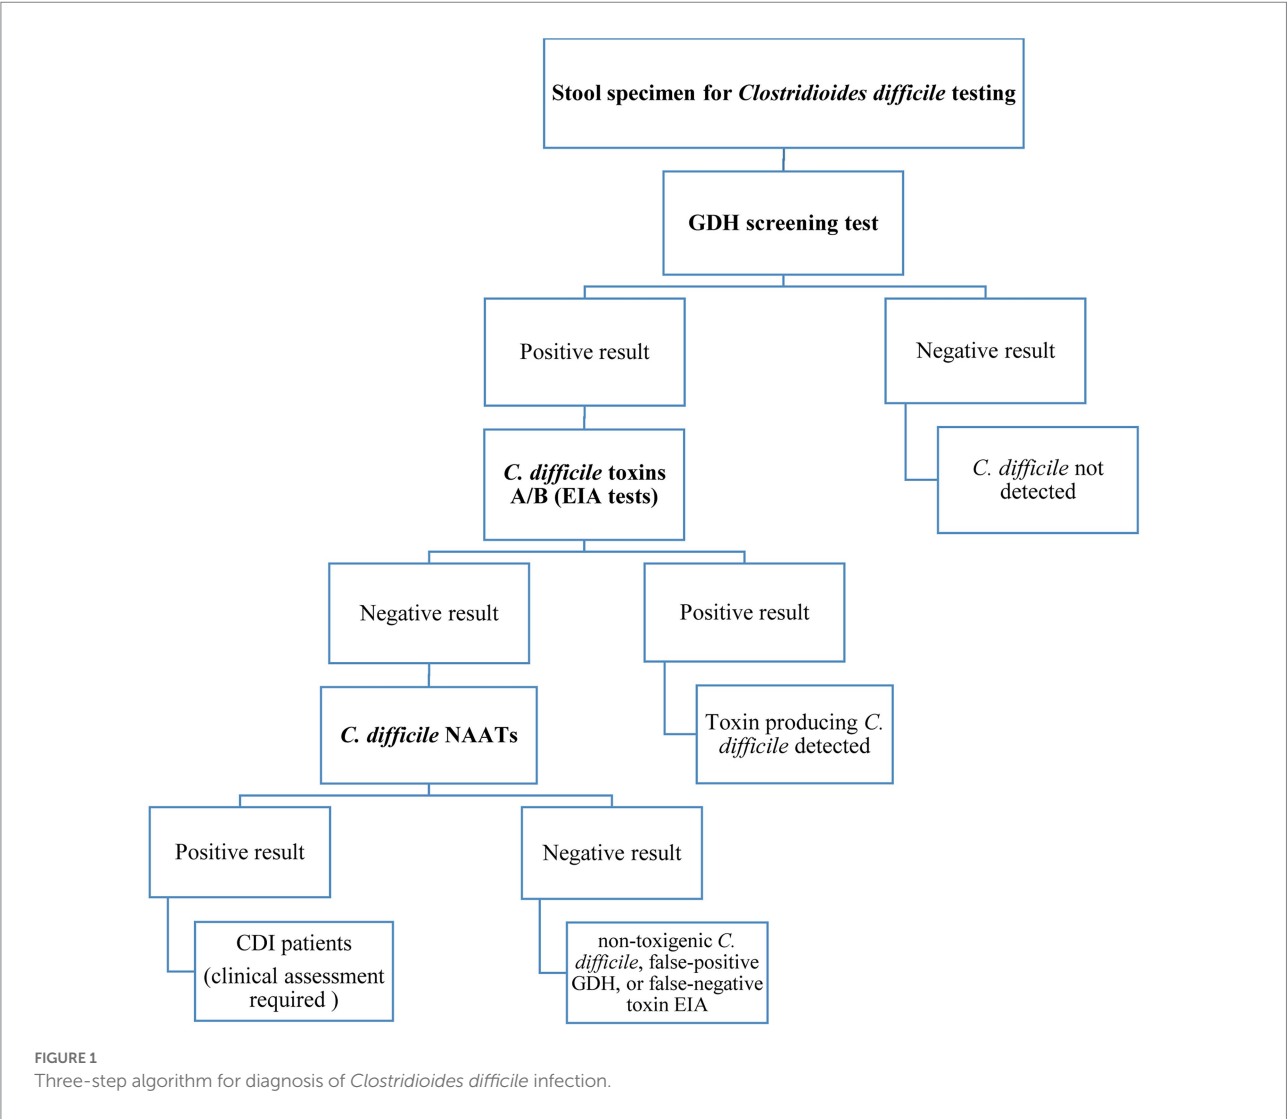 Stool specimen for Clostridioides difficile testing
GDH screening test
Positive result
Negative result
C. difficile toxins
A/B (EIA tests)
C. difficile not
detected
Negative result
Positive result
C. difficile NAATs
Toxin producing C.
difficile detected
Positive result
Negative result
CDI patients
(clinical assessment
required )
non-toxigenic C.
difficile, false-positive
GDH, or false-negative
toxin EIA
FIGURE 1
Three-step algorithm for diagnosis of Clostridioides difficile infection.